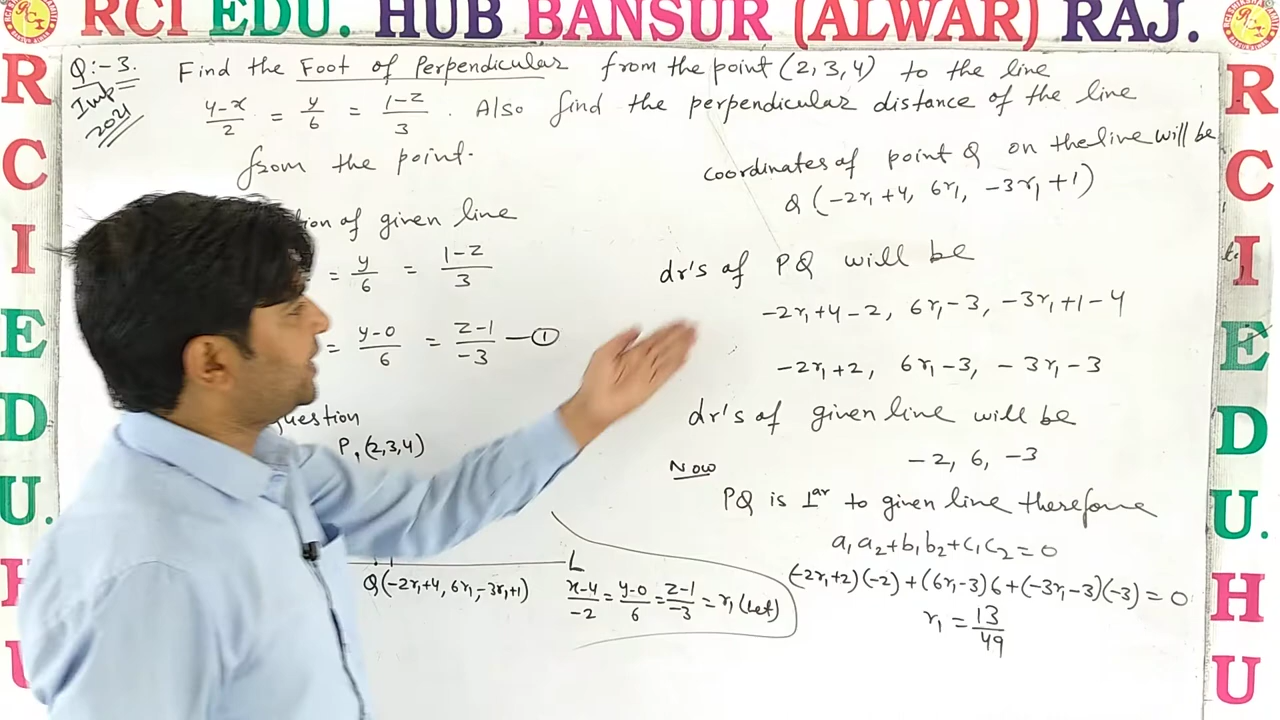 RCI EDU. HUB BANSUR (ALWAR) RAJ.
R
C
I
E
D
U.
H
U
Q:-3. Find the Foot of Perpendicular from the point (2, 3, 4) to the line
Imp=
2021
4-x/2 = y/6 = 1-z/3 . Also find the perpendicular distance of the line
from the point.
of given line
= y/6 = 1-z/3
= y-0/6 = z-1/-3 — ①
P, (2,3,4)
Q(-2r₁+4, 6r₁, -3r₁+1)
L
x-4/-2 = y-0/6 = z-1/-3 = r₁ (Let)
coordinates of point Q on the line will be
Q (-2r₁+4, 6r₁, -3r₁+1)
dr's of PQ will be
-2r₁+4-2, 6r₁-3, -3r₁+1-4
-2r₁+2, 6r₁-3, -3r₁-3
dr's of given line will be
-2, 6, -3
Now
PQ is ⊥ar to given line therefore
a₁a₂+b₁b₂+c₁c₂=0
(-2r₁+2)(-2)+(6r₁-3)6+(-3r₁-3)(-3)=0
r₁ = 13/49
R
C
I
E
D
U.
H
U